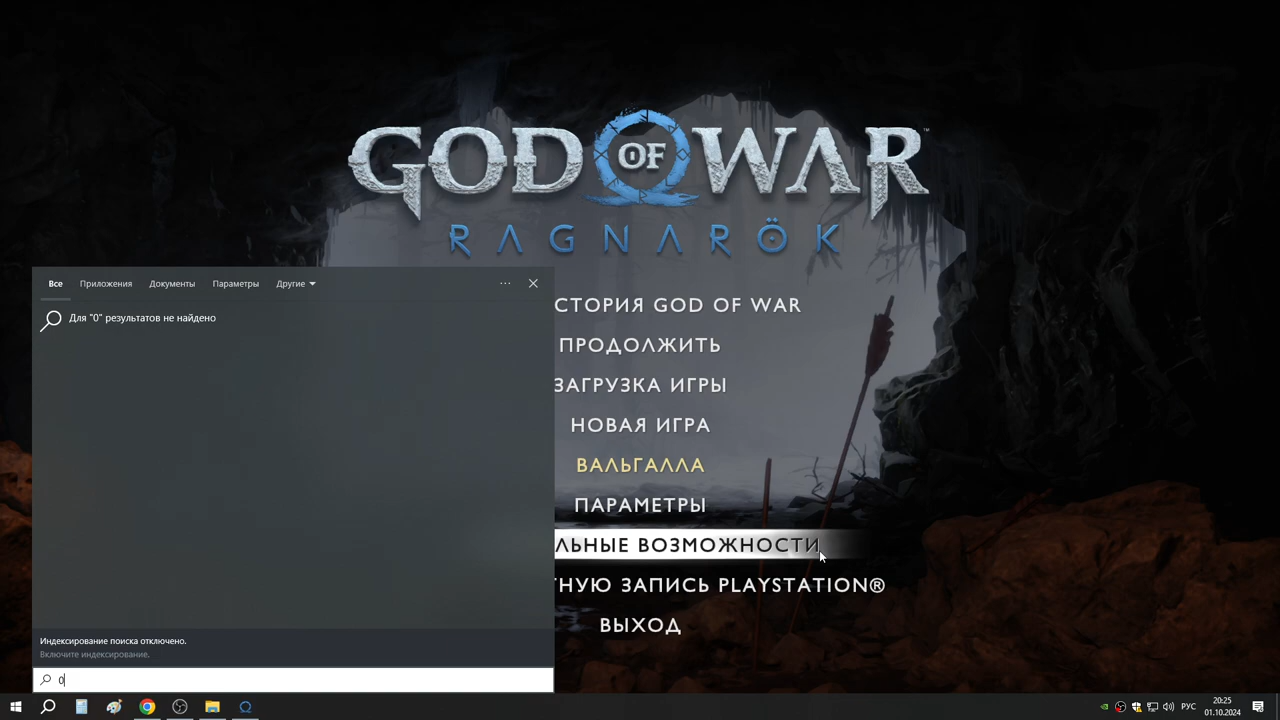 GOD OF WAR™
RAGNARÖK
Все Приложения Документы Параметры Другие
Для "0" результатов не найдено
СТОРИЯ GOD OF WAR
ПРОДОЛЖИТЬ
ЗАГРУЗКА ИГРЫ
НОВАЯ ИГРА
ВАЛЬГАЛЛА
ПАРАМЕТРЫ
ЛЬНЫЕ ВОЗМОЖНОСТИ
ТНУЮ ЗАПИСЬ PLAYSTATION®
ВЫХОД
Индексирование поиска отключено.
Включите индексирование.
0
РУС
20:25
01.10.2024